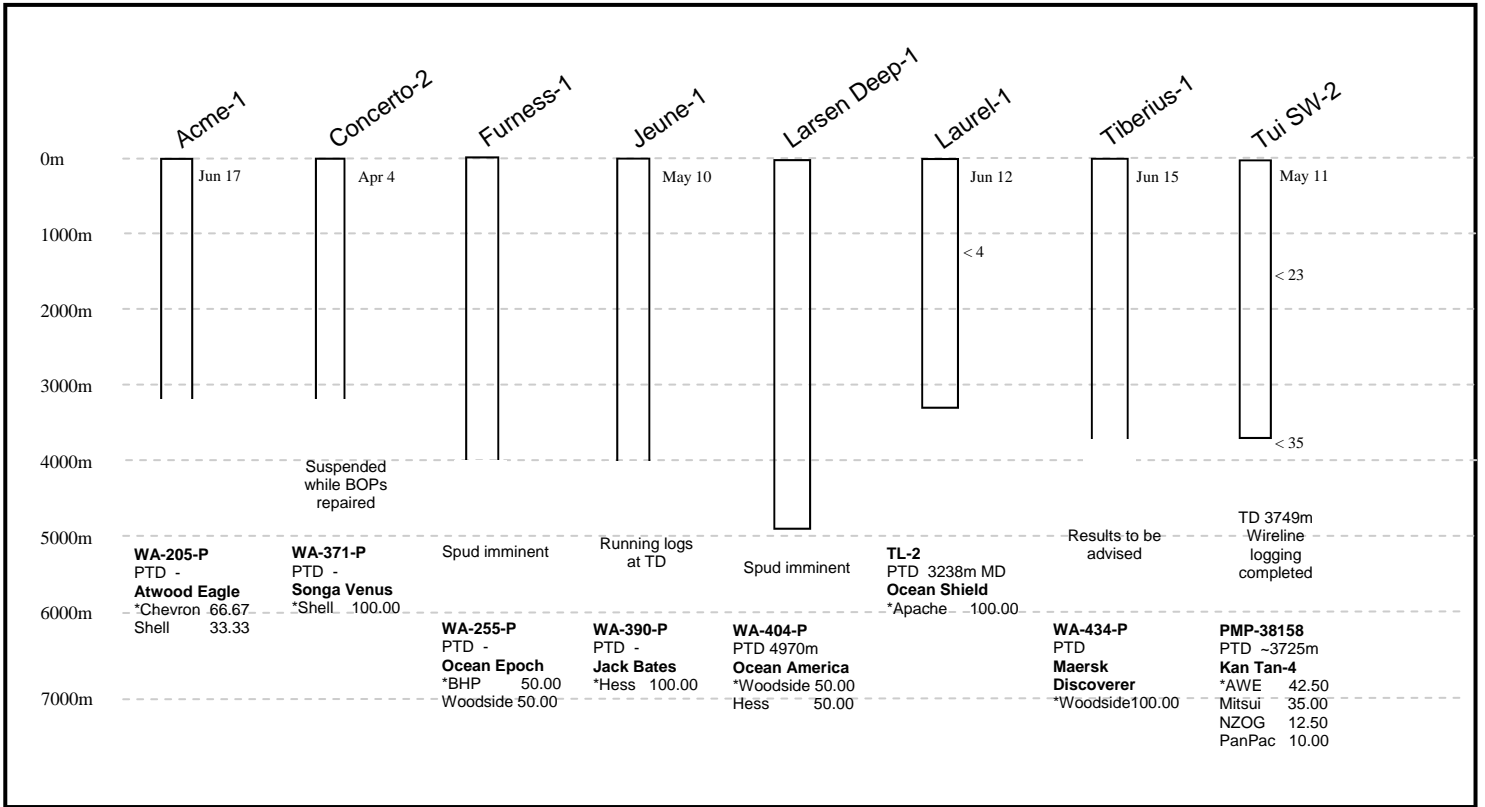 Acme-1
Concerto-2
Furness-1
Jeune-1
Larsen Deep-1
Laurel-1
Tiberius-1
Tui SW-2
0m
1000m
2000m
3000m
4000m
5000m
6000m
7000m
Jun 17
Apr 4
May 10
Jun 12
Jun 15
May 11
< 4
< 23
< 35
WA-205-P
PTD -
Atwood Eagle
*Chevron 66.67
Shell 33.33
Suspended
while BOPs
repaired
WA-371-P
PTD -
Songa Venus
*Shell 100.00
Spud imminent
WA-255-P
PTD -
Ocean Epoch
*BHP 50.00
Woodside 50.00
Running logs
at TD
WA-390-P
PTD -
Jack Bates
*Hess 100.00
Spud imminent
WA-404-P
PTD 4970m
Ocean America
*Woodside 50.00
Hess 50.00
TL-2
PTD 3238m MD
Ocean Shield
*Apache 100.00
Results to be
advised
WA-434-P
PTD
Maersk
Discoverer
*Woodside100.00
TD 3749m
Wireline
logging
completed
PMP-38158
PTD ~3725m
Kan Tan-4
*AWE 42.50
Mitsui 35.00
NZOG 12.50
PanPac 10.00